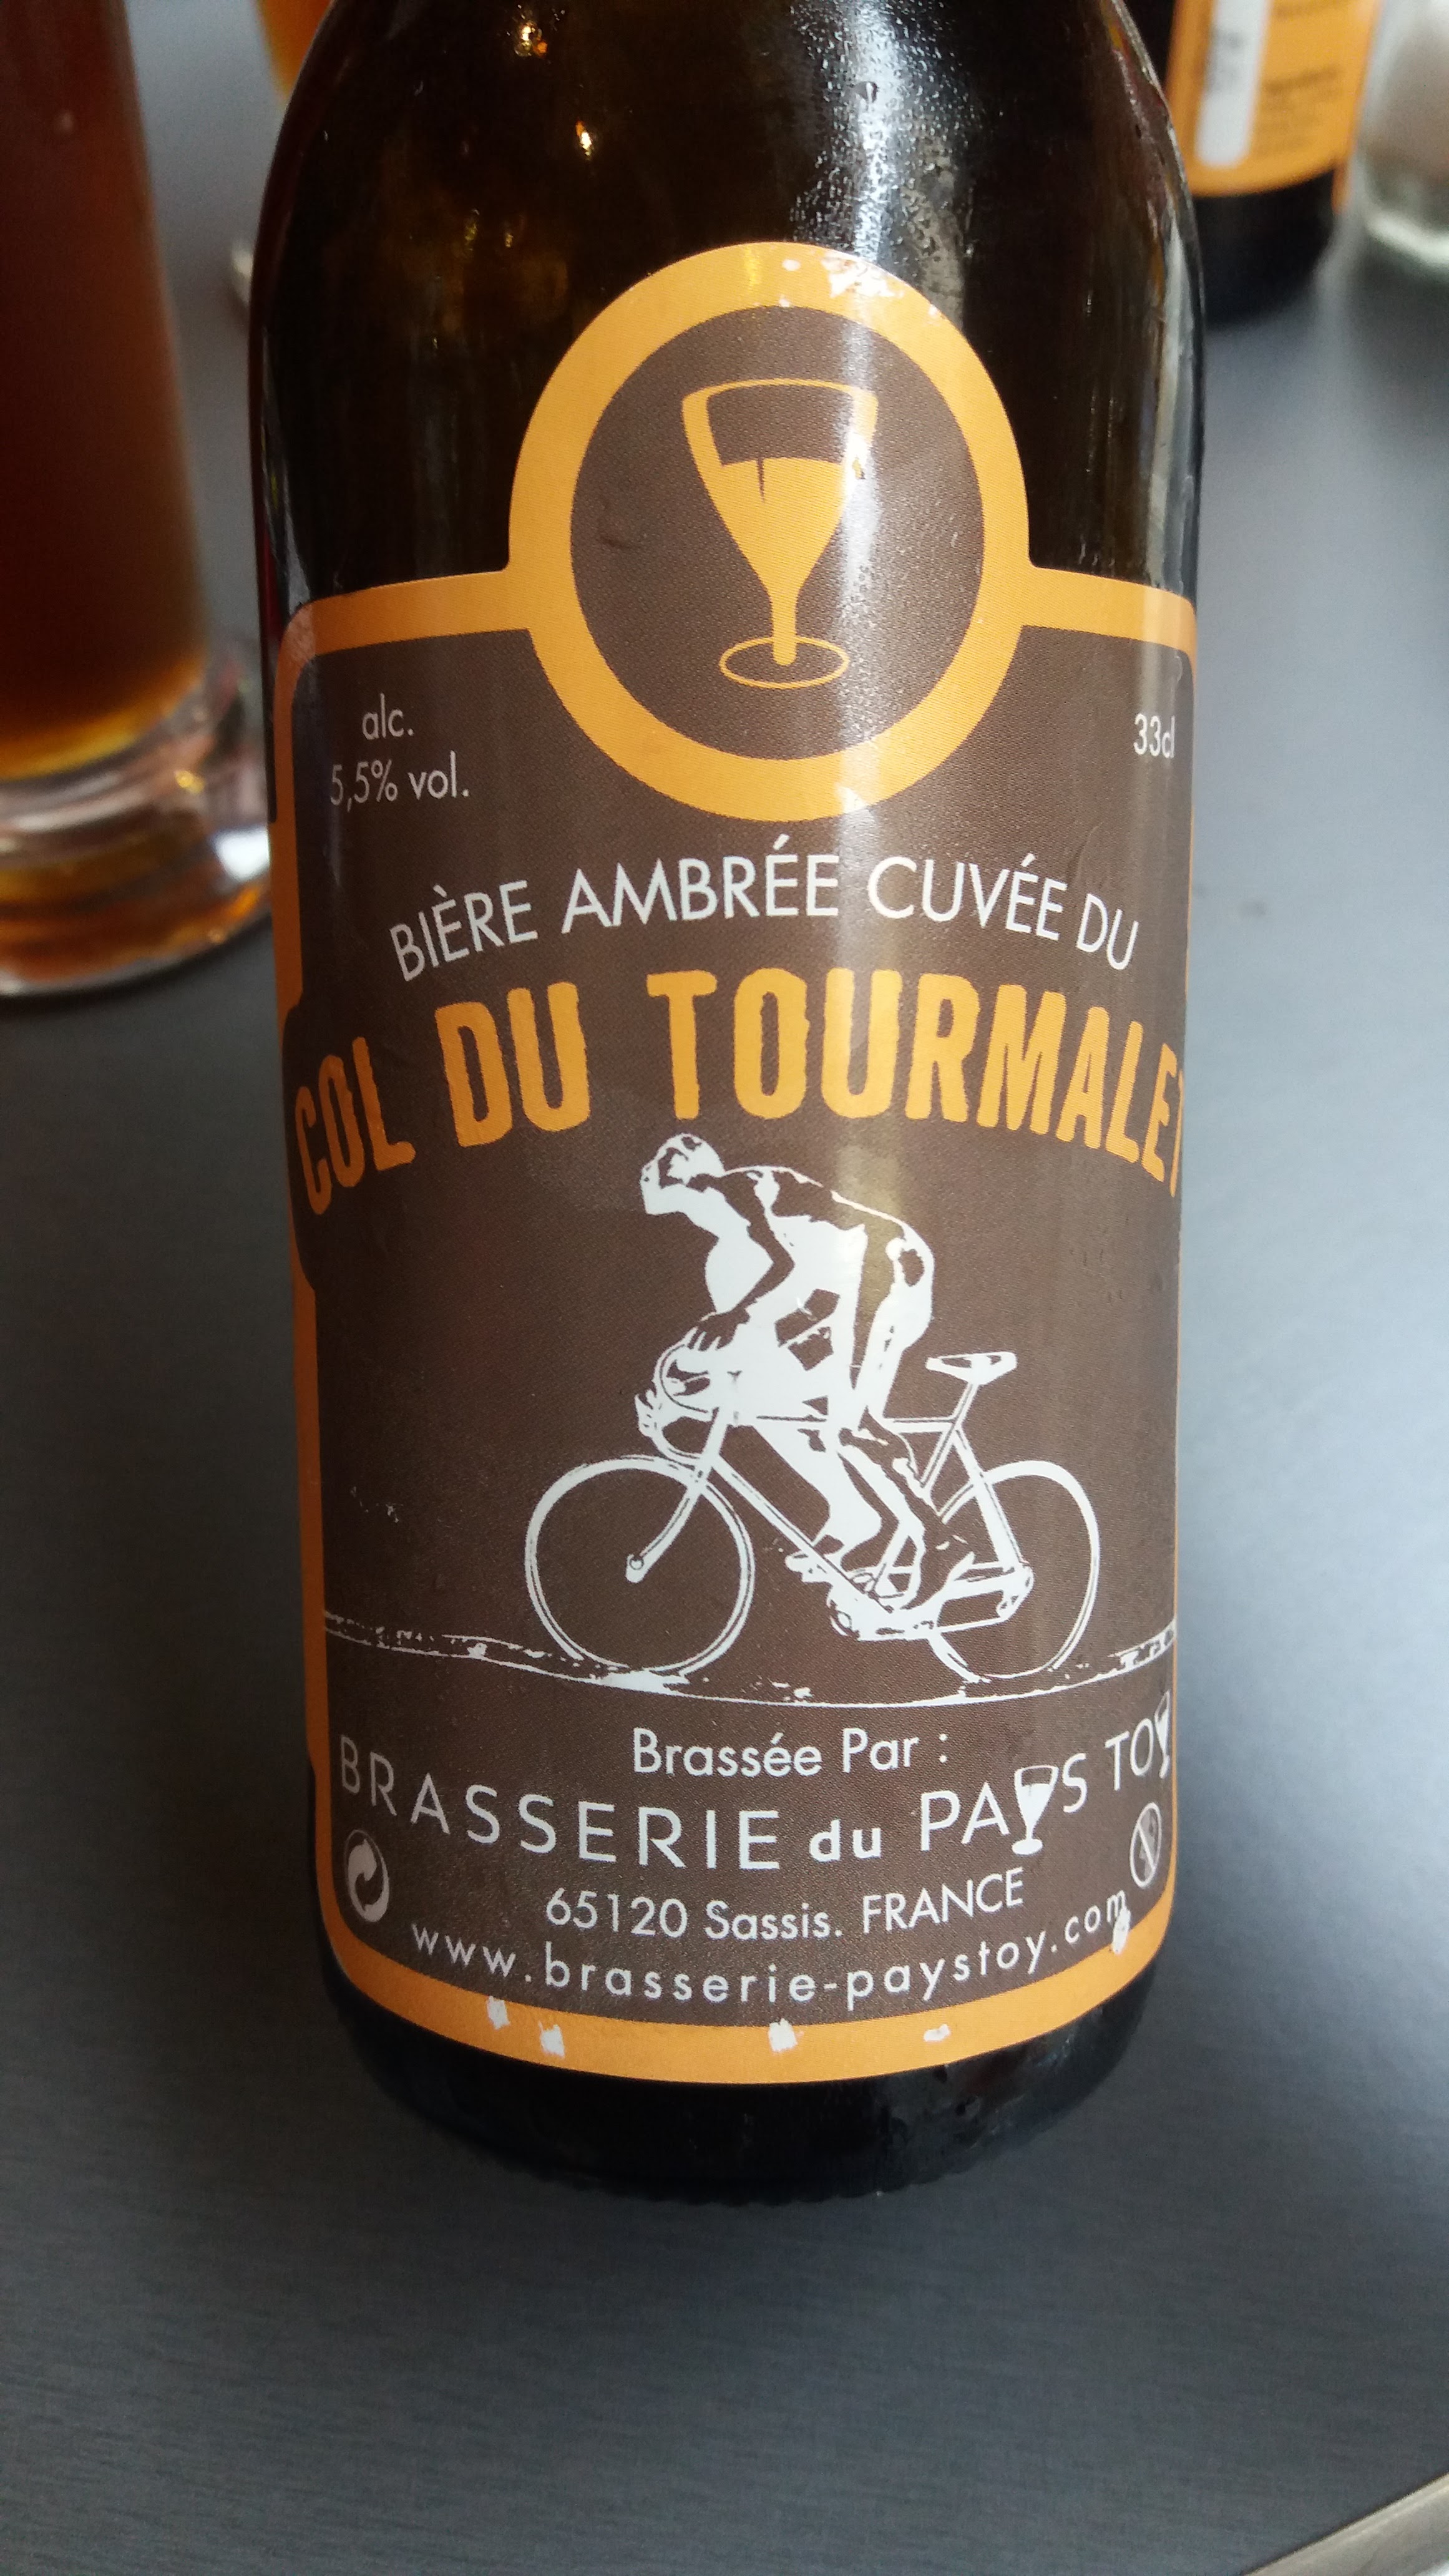 alc.
5,5% vol.
33cl
BIÈRE AMBRÉE CUVÉE DU
COL DU TOURMALET
Brassée Par :
BRASSERIE du PAYS TOY
65120 Sassis. FRANCE
www.brasserie-paystoy.com